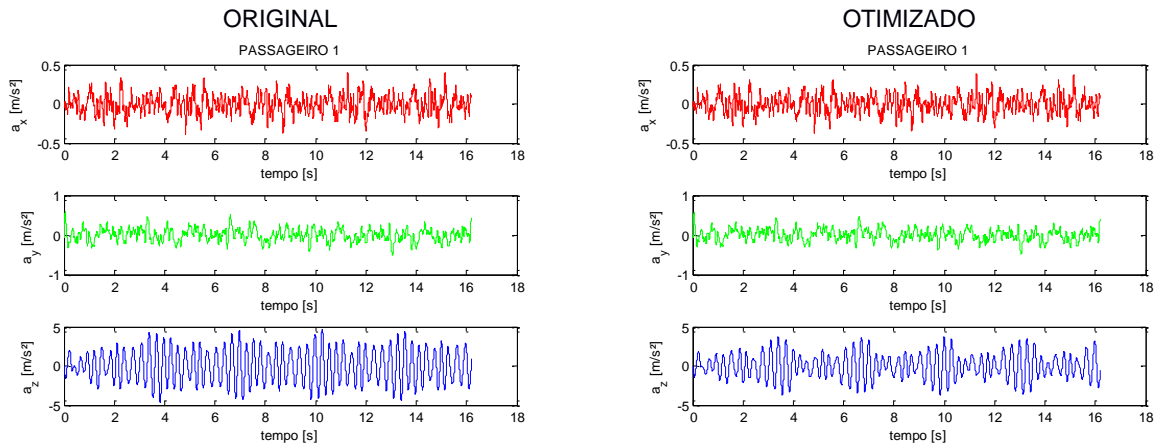 ORIGINAL
PASSAGEIRO 1
0.5
0
-0.5
a_x [m/s²]
0 2 4 6 8 10 12 14 16 18
tempo [s]
1
0
-1
a_y [m/s²]
0 2 4 6 8 10 12 14 16 18
tempo [s]
5
0
-5
a_z [m/s²]
0 2 4 6 8 10 12 14 16 18
tempo [s]
OTIMIZADO
PASSAGEIRO 1
0.5
0
-0.5
a_x [m/s²]
0 2 4 6 8 10 12 14 16 18
tempo [s]
1
0
-1
a_y [m/s²]
0 2 4 6 8 10 12 14 16 18
tempo [s]
5
0
-5
a_z [m/s²]
0 2 4 6 8 10 12 14 16 18
tempo [s]